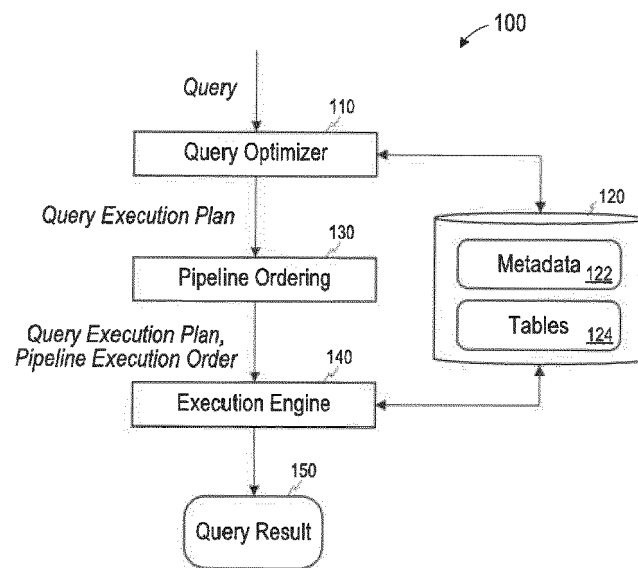 100
Query
110
Query Optimizer
120
Query Execution Plan
130
Metadata 122
Pipeline Ordering
Tables 124
Query Execution Plan,
Pipeline Execution Order
140
Execution Engine
150
Query Result